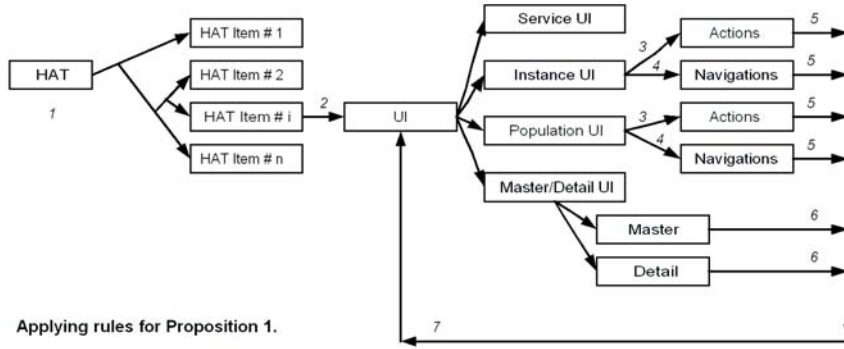 Service UI
HAT Item # 1
3
Actions
5
HAT
HAT Item # 2
Instance UI
4
Navigations
5
1
HAT Item # i
2
UI
Population UI
3
Actions
5
HAT Item # n
4
Navigations
5
Master/Detail UI
Master
6
Detail
6
Applying rules for Proposition 1.
7